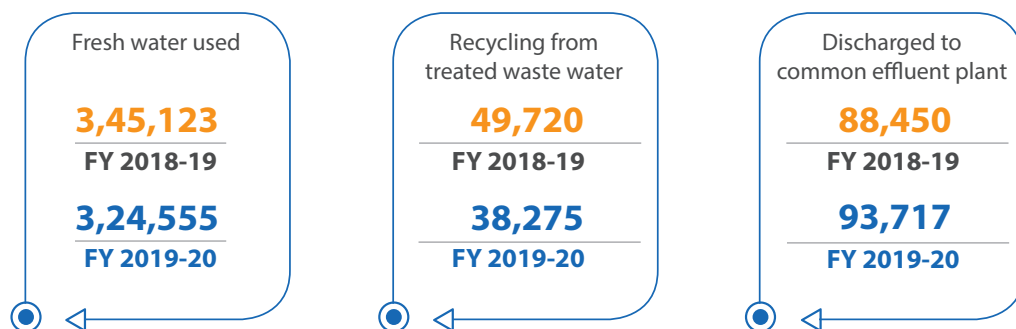 Fresh water used
3,45,123
FY 2018-19
3,24,555
FY 2019-20
Recycling from
treated waste water
49,720
FY 2018-19
38,275
FY 2019-20
Discharged to
common effluent plant
88,450
FY 2018-19
93,717
FY 2019-20